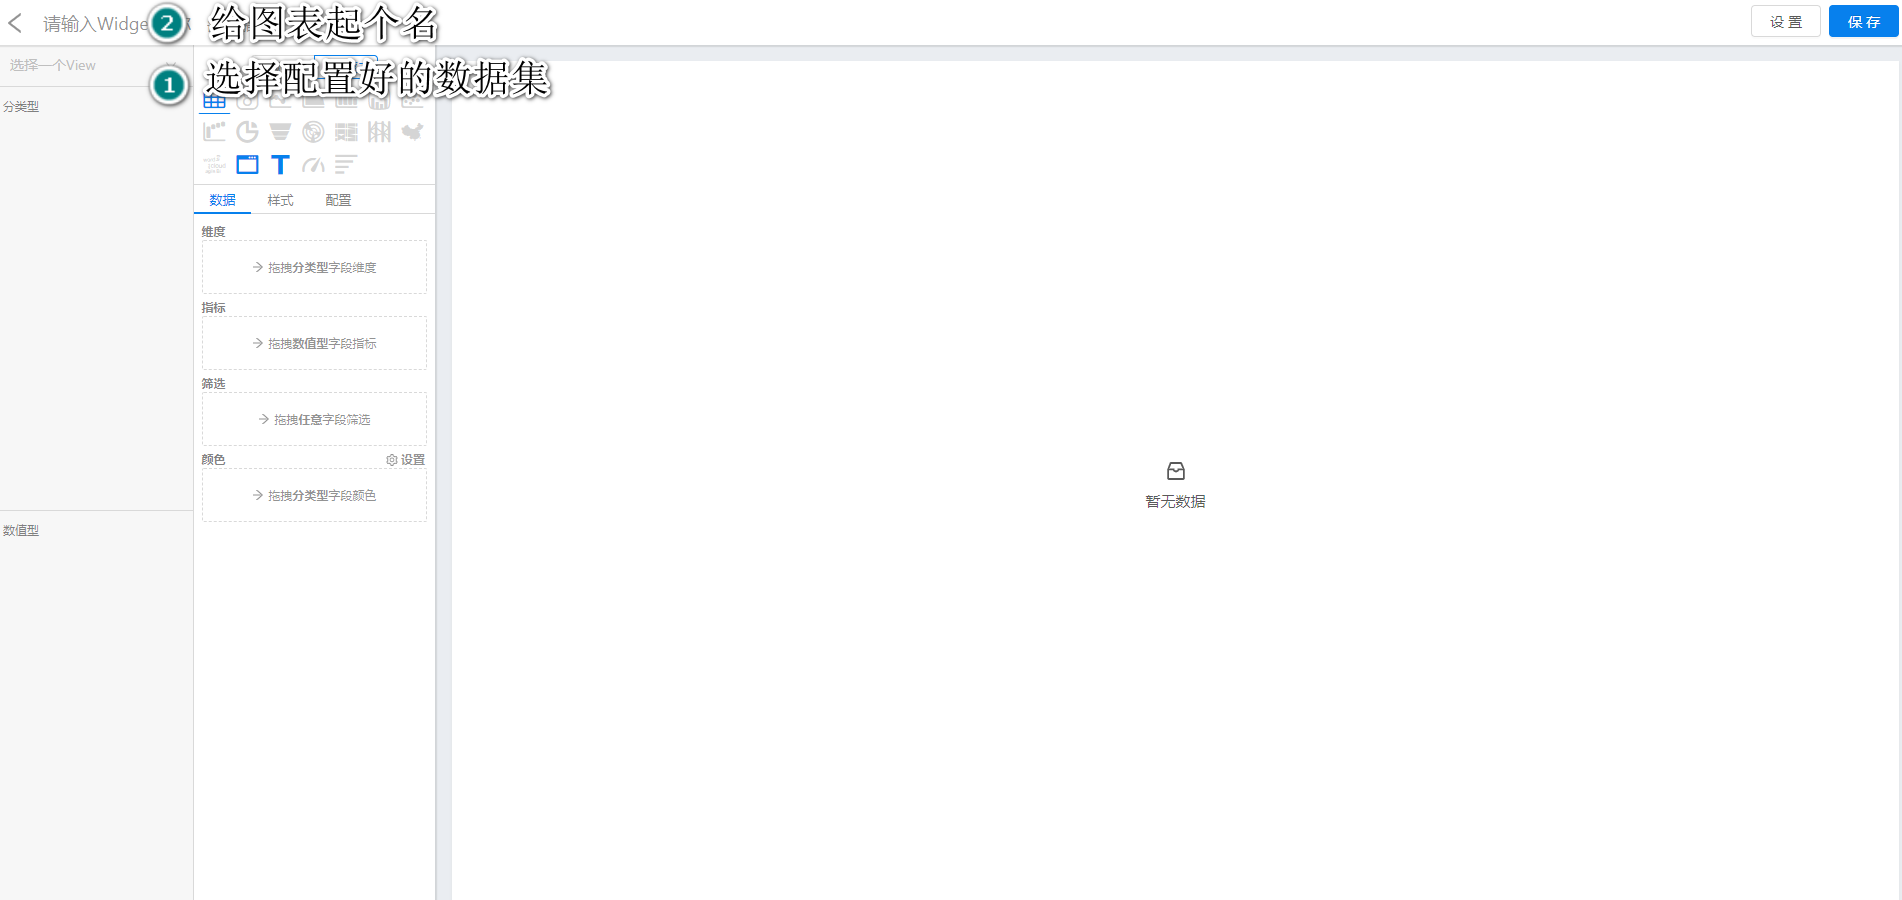 请输入Widge
2 给图表起个名
设 置
保 存
选择一个View
1 选择配置好的数据集
分类型
数据
样式
配置
维度
拖拽分类型字段维度
指标
拖拽数值型字段指标
筛选
拖拽任意字段筛选
颜色
设置
拖拽分类型字段颜色
数值型
暂无数据